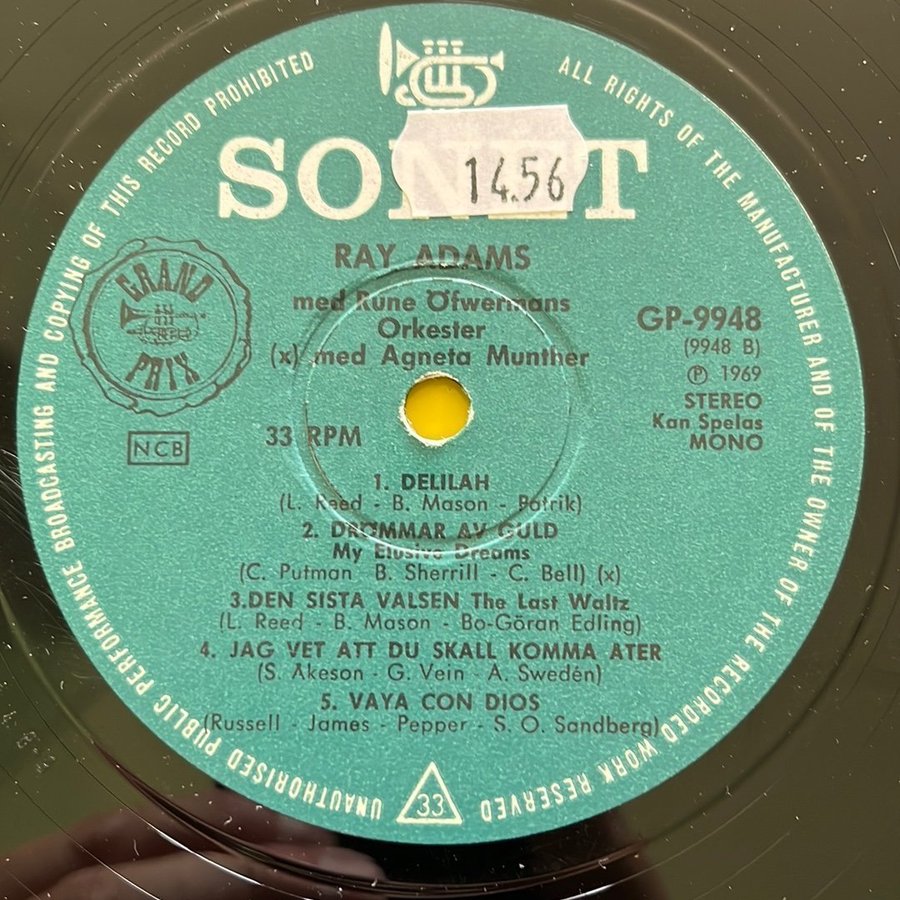 SON T
14.56
RAY ADAMS
med Rune Öfwermans
Orkester
(x) med Agneta Munther
GRAND
PRIX
NCB
33 RPM
GP-9948
(9948 B)
Ⓟ 1969
STEREO
Kan Spelas
MONO
1. DELILAH
(L. Reed - B. Mason - Patrik)
2. DRÖMMAR AV GULD
My Elusive Dreams
(C. Putman B. Sherrill - C. Bell) (x)
3.DEN SISTA VALSEN The Last Waltz
(L. Reed - B. Mason - Bo-Göran Edling)
4. JAG VET ATT DU SKALL KOMMA ATER
(S. Åkeson - G. Vein - A. Swedén)
5. VAYA CON DIOS
(Russell - James - Pepper - S. O. Sandberg)
33
ALL RIGHTS OF THE MANUFACTURER AND OF THE OWNER OF THE RECORDED WORK RESERVED
UNAUTHORISED PUBLIC PERFORMANCE BROADCASTING AND COPYING OF THIS RECORD PROHIBITED